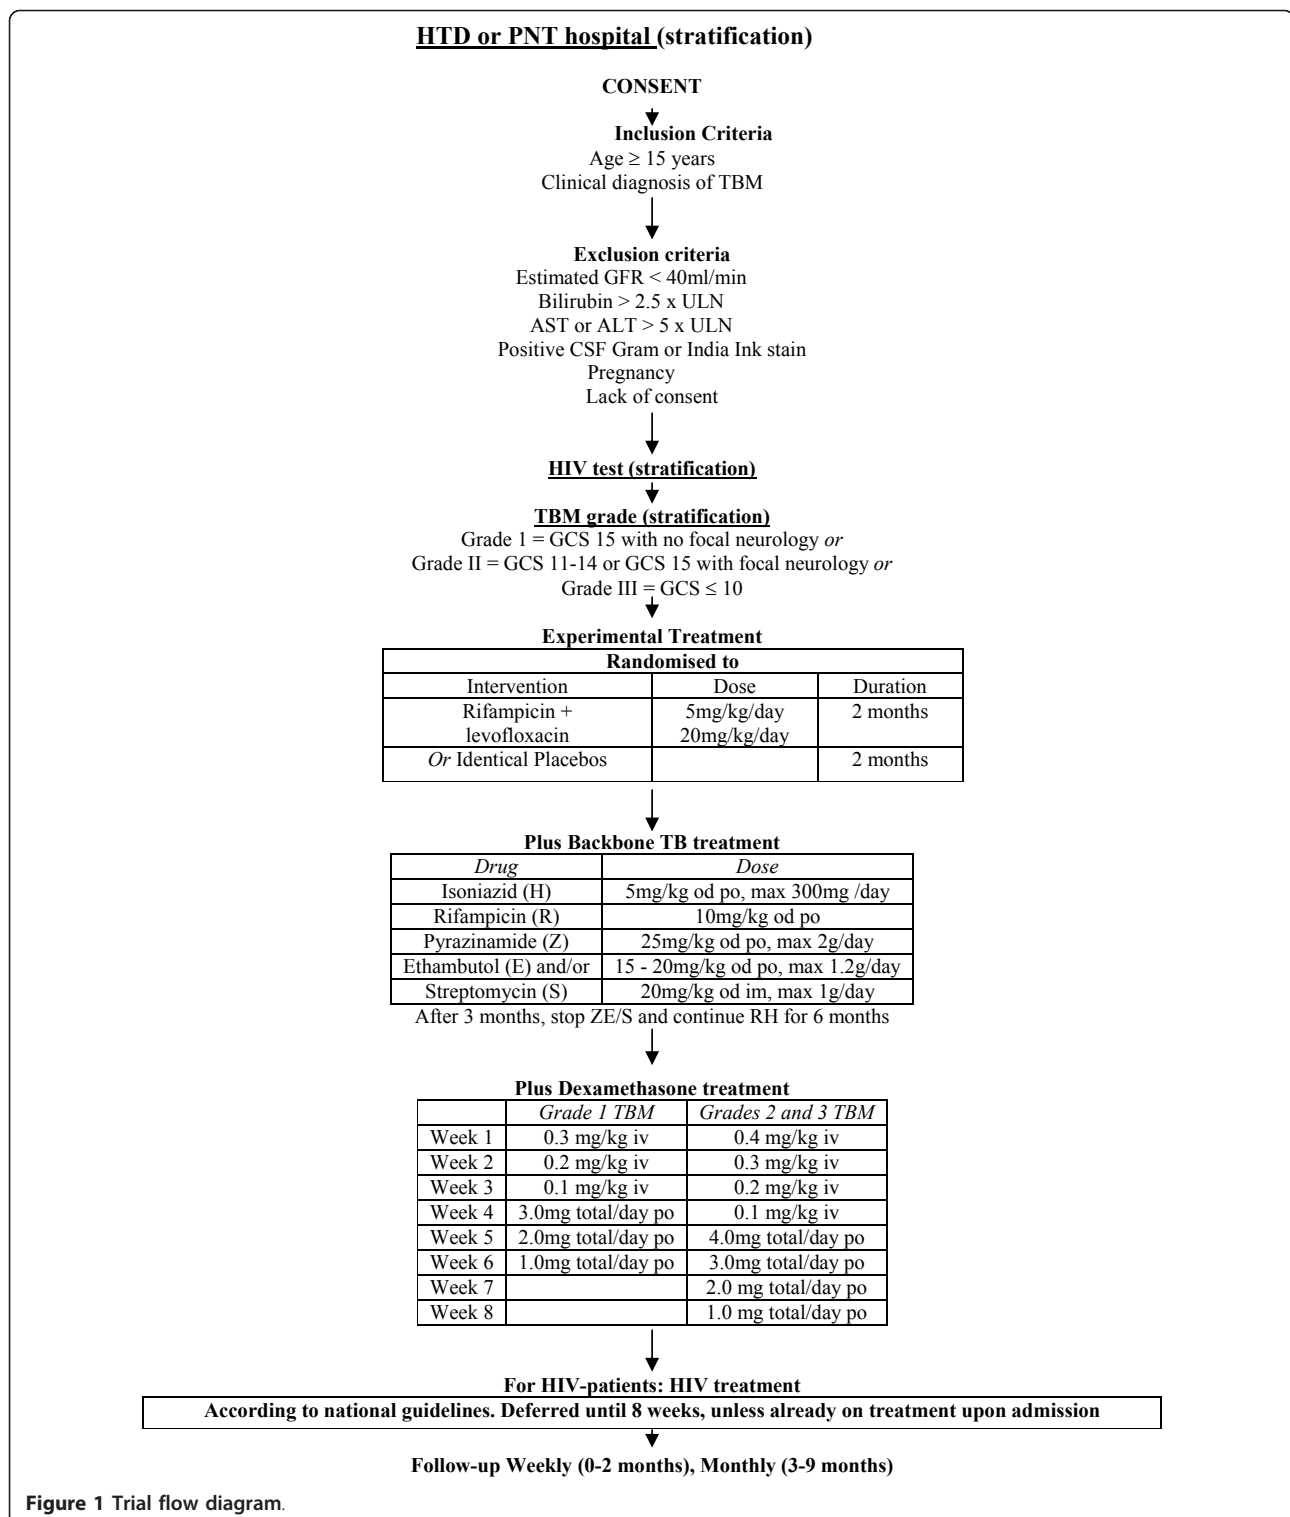 HTD or PNT hospital (stratification)
CONSENT
Inclusion Criteria
Age ≥ 15 years
Clinical diagnosis of TBM
Exclusion criteria
Estimated GFR < 40ml/min
Bilirubin > 2.5 x ULN
AST or ALT > 5 x ULN
Positive CSF Gram or India Ink stain
Pregnancy
Lack of consent
HIV test (stratification)
TBM grade (stratification)
Grade 1 = GCS 15 with no focal neurology or
Grade II = GCS 11-14 or GCS 15 with focal neurology or
Grade III = GCS ≤ 10
Experimental Treatment
Randomised to
Intervention Dose Duration
Rifampicin + 5mg/kg/day 2 months
levofloxacin 20mg/kg/day
Or Identical Placebos 2 months
Plus Backbone TB treatment
Drug Dose
Isoniazid (H) 5mg/kg od po, max 300mg /day
Rifampicin (R) 10mg/kg od po
Pyrazinamide (Z) 25mg/kg od po, max 2g/day
Ethambutol (E) and/or 15 - 20mg/kg od po, max 1.2g/day
Streptomycin (S) 20mg/kg od im, max 1g/day
After 3 months, stop ZE/S and continue RH for 6 months
Plus Dexamethasone treatment
Grade 1 TBM Grades 2 and 3 TBM
Week 1 0.3 mg/kg iv 0.4 mg/kg iv
Week 2 0.2 mg/kg iv 0.3 mg/kg iv
Week 3 0.1 mg/kg iv 0.2 mg/kg iv
Week 4 3.0mg total/day po 0.1 mg/kg iv
Week 5 2.0mg total/day po 4.0mg total/day po
Week 6 1.0mg total/day po 3.0mg total/day po
Week 7 2.0 mg total/day po
Week 8 1.0 mg total/day po
For HIV-patients: HIV treatment
According to national guidelines. Deferred until 8 weeks, unless already on treatment upon admission
Follow-up Weekly (0-2 months), Monthly (3-9 months)
Figure 1 Trial flow diagram.